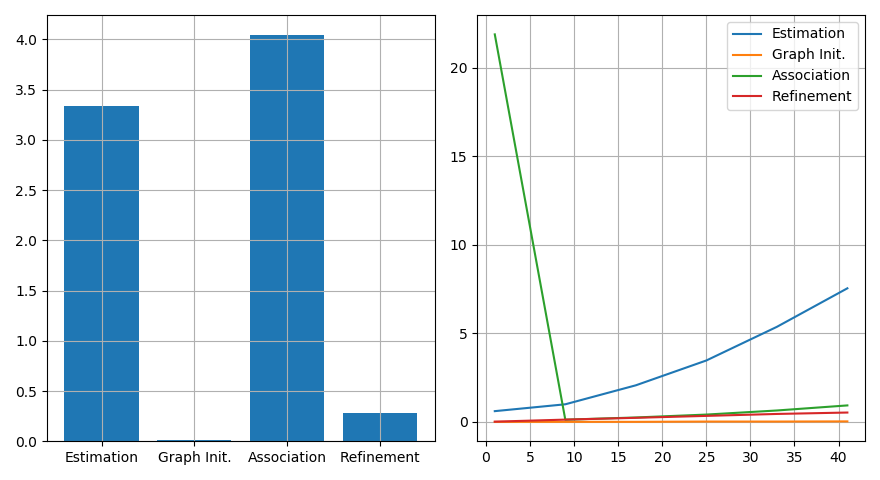 4.0
3.5
3.0
2.5
2.0
1.5
1.0
0.5
0.0
Estimation Graph Init. Association Refinement
20
15
10
5
0
0 5 10 15 20 25 30 35 40
Estimation
Graph Init.
Association
Refinement